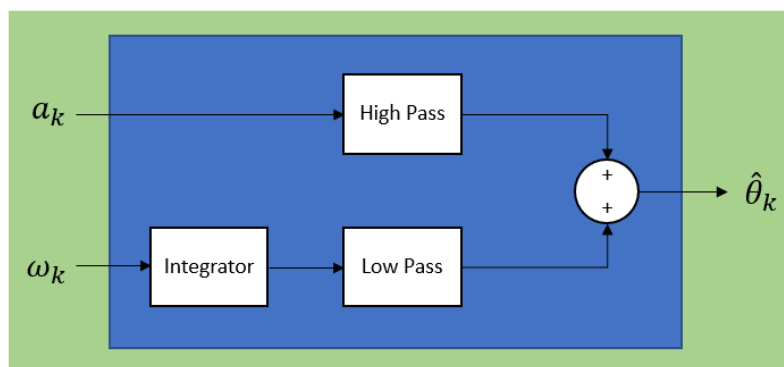 a_k
High Pass
+
+
θ̂_k
ω_k
Integrator
Low Pass